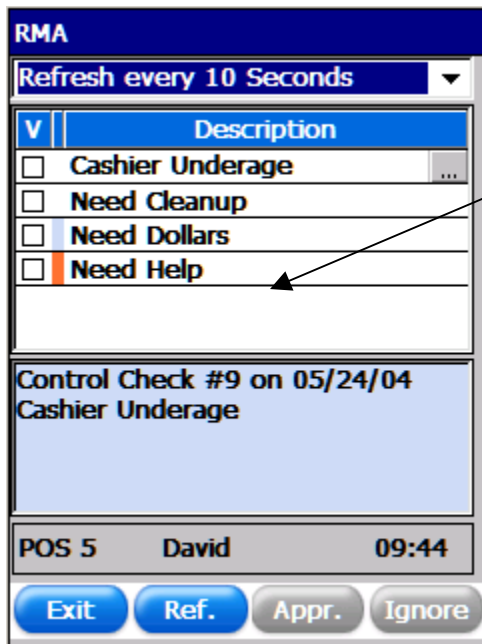 RMA
Refresh every 10 Seconds
V Description
Cashier Underage ...
Need Cleanup
Need Dollars
Need Help
Control Check #9 on 05/24/04
Cashier Underage
POS 5 David 09:44
Exit Ref. Appr. Ignore